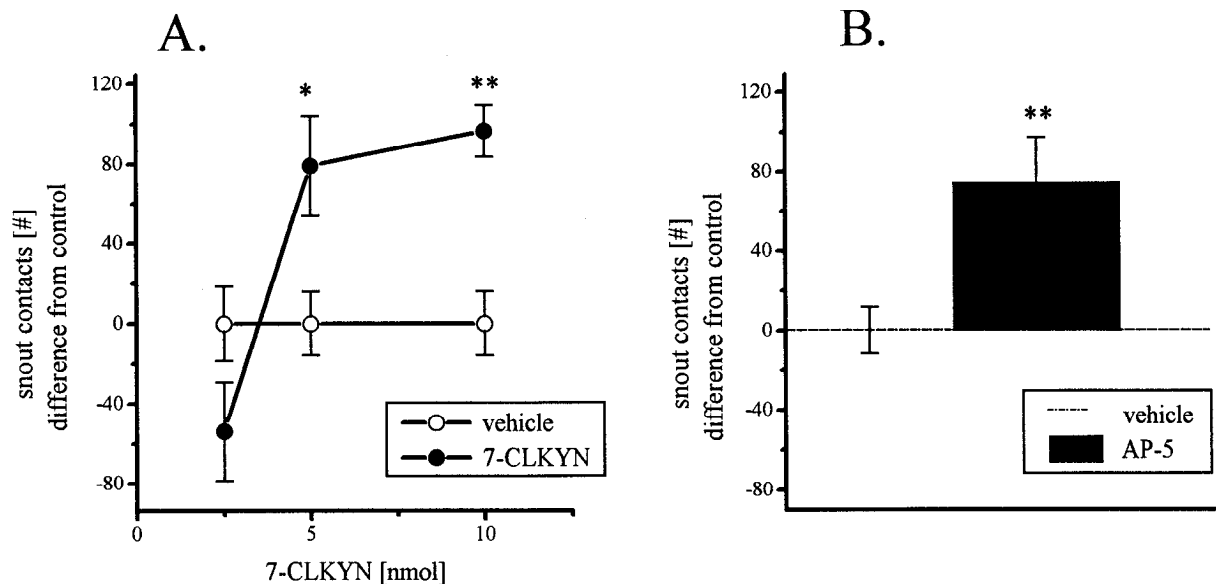 A.
B.
snout contacts [#]
difference from control
120
80
40
0
-40
-80
*
**
vehicle
7-CLKYN
0
5
10
7-CLKYN [nmol]
snout contacts [#]
difference from control
120
80
40
0
-40
-80
**
vehicle
AP-5